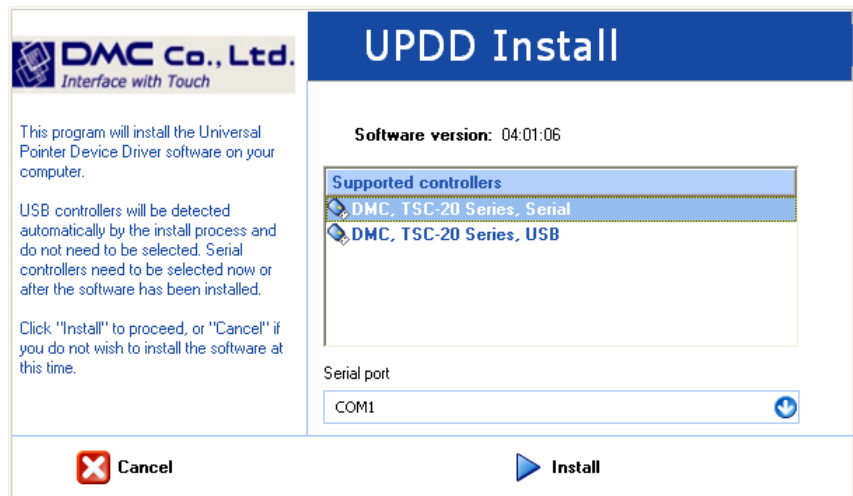 DMC Co., Ltd.
Interface with Touch
UPDD Install
This program will install the Universal
Pointer Device Driver software on your
computer.
USB controllers will be detected
automatically by the install process and
do not need to be selected. Serial
controllers need to be selected now or
after the software has been installed.
Click "Install" to proceed, or "Cancel" if
you do not wish to install the software at
this time.
Software version: 04:01:06
Supported controllers
DMC, TSC-20 Series, Serial
DMC, TSC-20 Series, USB
Serial port
COM1
Cancel
Install